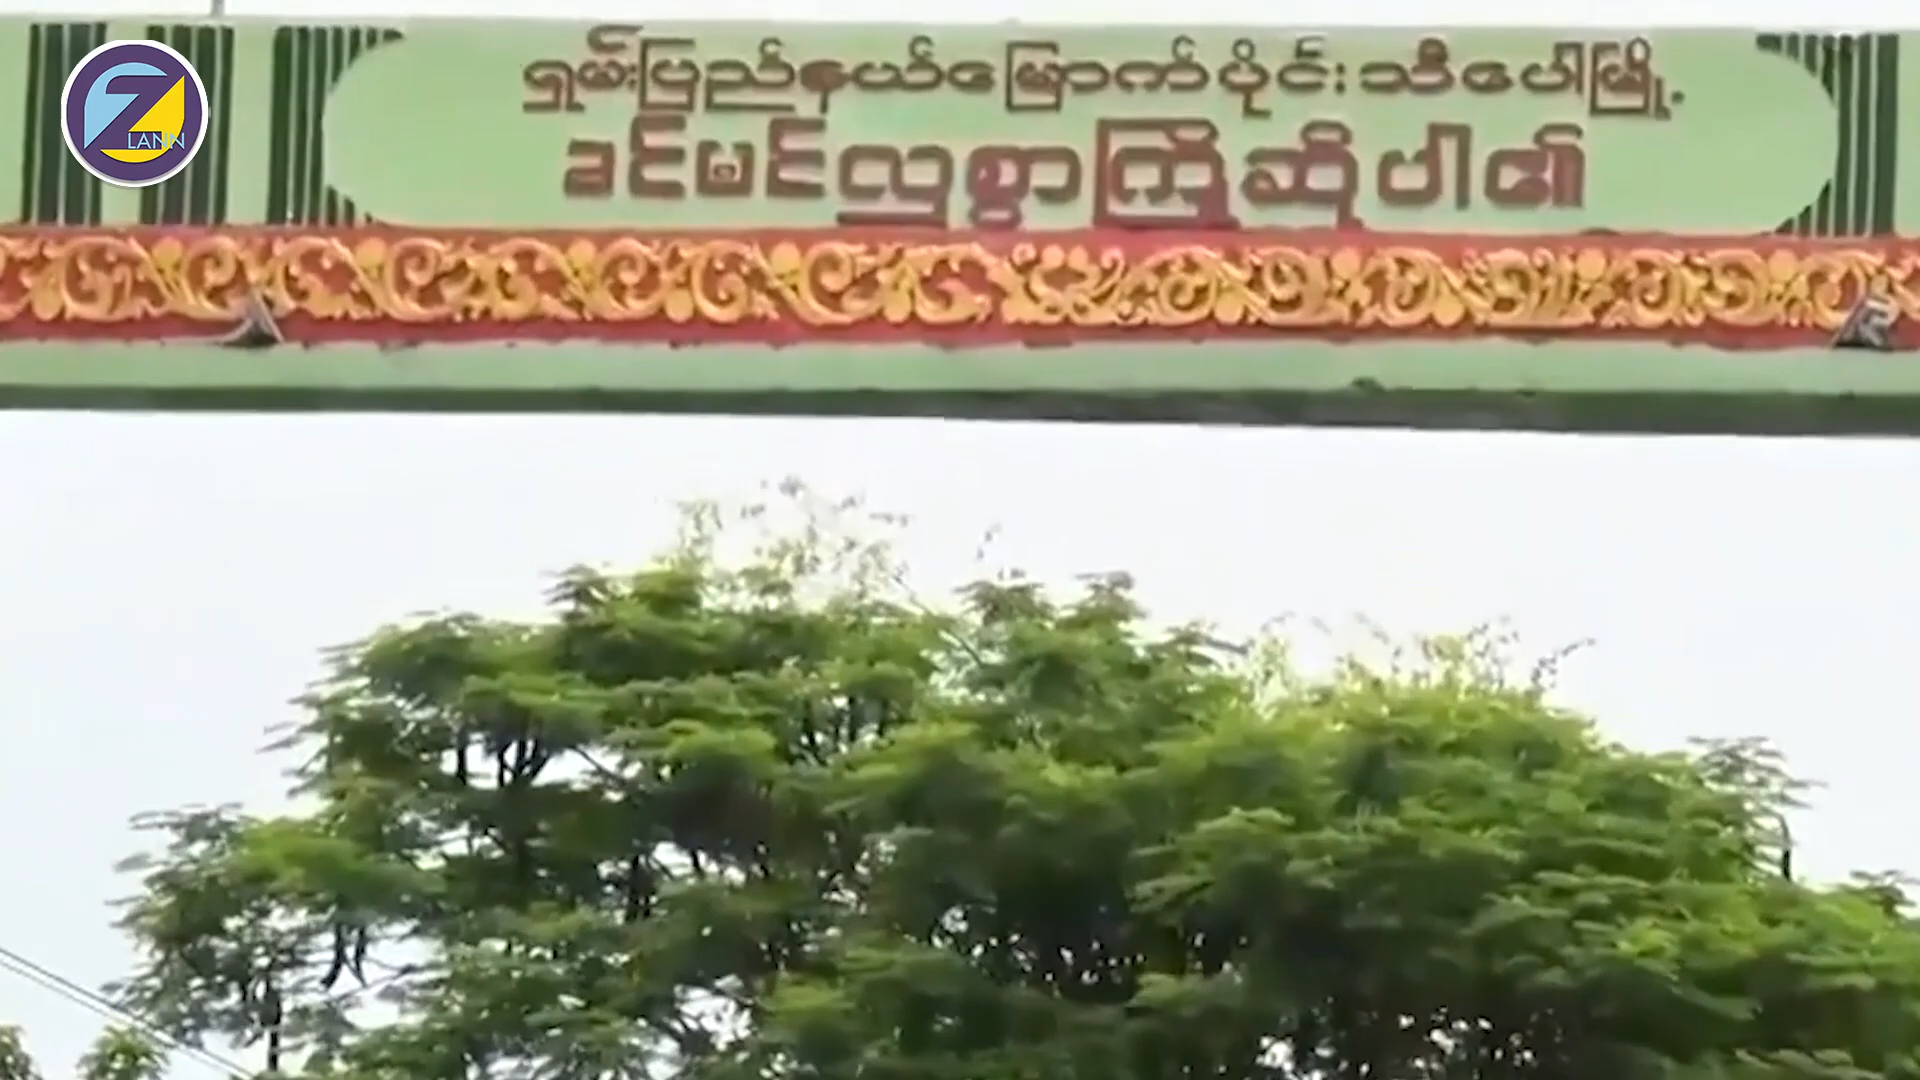 LANN
ရှမ်းပြည်နယ်မြောက်ပိုင်းသီပေါမြို့
ခင်မင်လှုစွာကြိုဆိုပါ၏